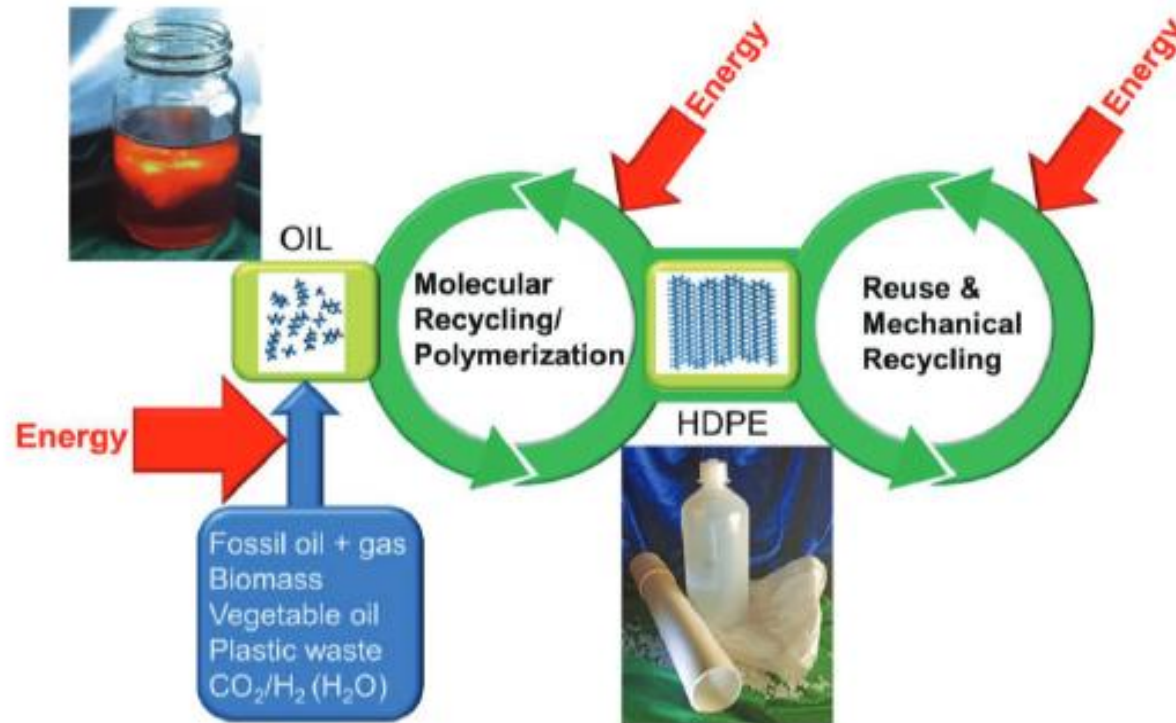 Energy
Energy
OIL
Molecular
Recycling/
Polymerization
Reuse &
Mechanical
Recycling
HDPE
Energy
Fossil oil + gas
Biomass
Vegetable oil
Plastic waste
CO₂/H₂ (H₂O)